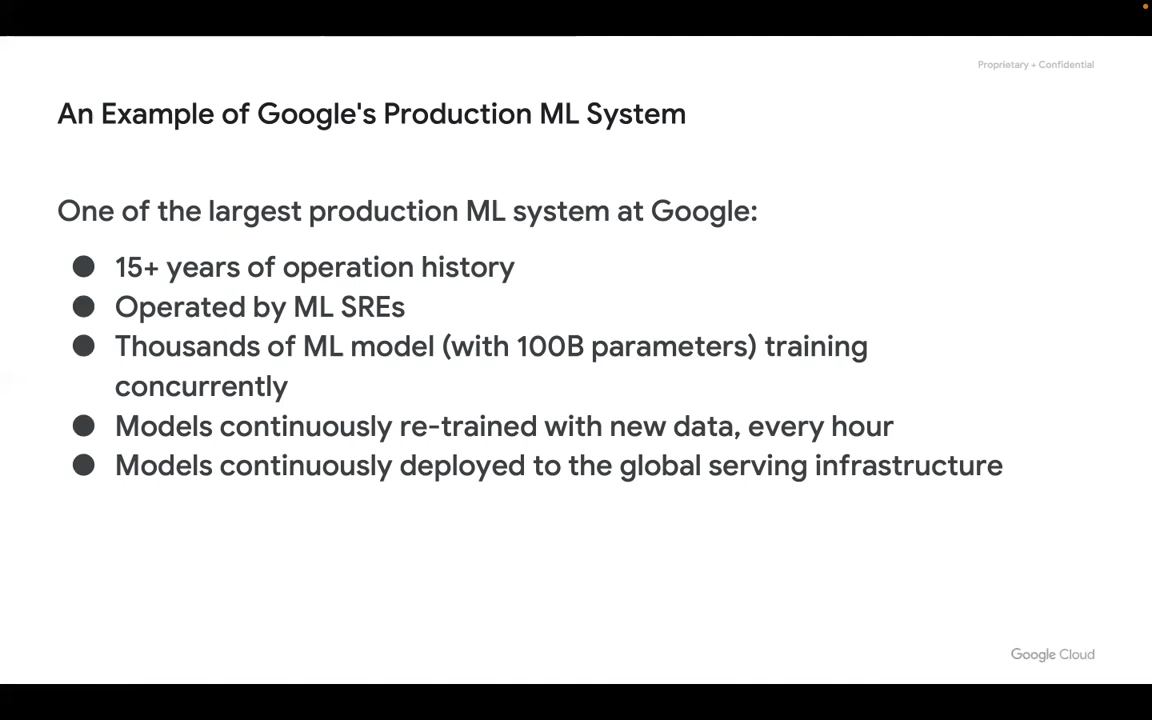 Proprietary + Confidential
An Example of Google's Production ML System
One of the largest production ML system at Google:
● 15+ years of operation history
● Operated by ML SREs
● Thousands of ML model (with 100B parameters) training
concurrently
● Models continuously re-trained with new data, every hour
● Models continuously deployed to the global serving infrastructure
Google Cloud